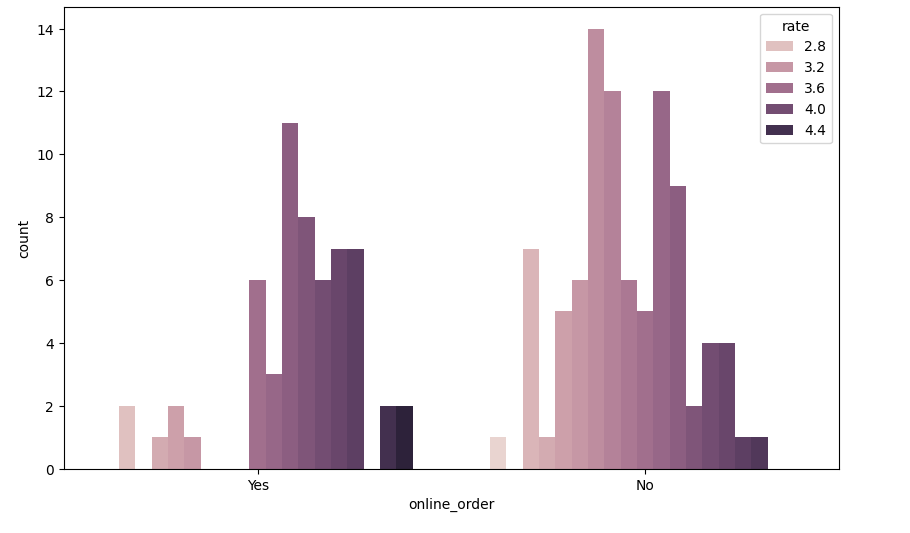 14
12
10
8
6
4
2
0
count
Yes
No
online_order
rate
2.8
3.2
3.6
4.0
4.4